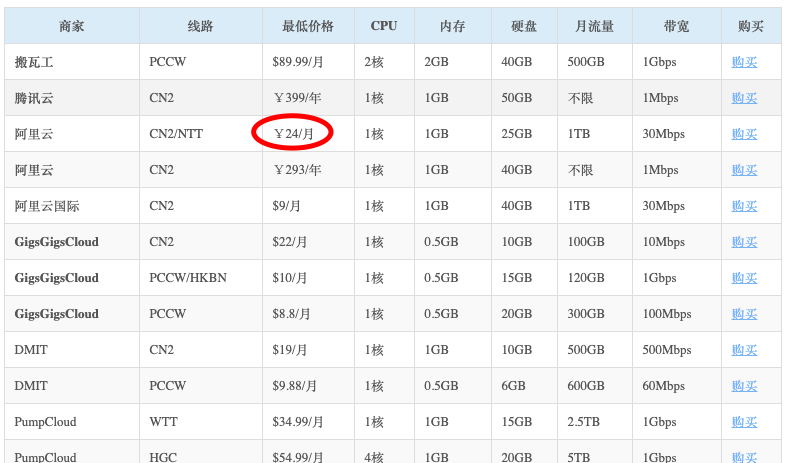 商家 线路 最低价格 CPU 内存 硬盘 月流量 带宽 购买
搬瓦工 PCCW $89.99/月 2核 2GB 40GB 500GB 1Gbps 购买
腾讯云 CN2 ￥399/年 1核 1GB 50GB 不限 1Mbps 购买
阿里云 CN2/NTT ￥24/月 1核 1GB 25GB 1TB 30Mbps 购买
阿里云 CN2 ￥293/年 1核 1GB 40GB 不限 1Mbps 购买
阿里云国际 CN2 $9/月 1核 1GB 40GB 1TB 30Mbps 购买
GigsGigsCloud CN2 $22/月 1核 0.5GB 10GB 100GB 10Mbps 购买
GigsGigsCloud PCCW/HKBN $10/月 1核 0.5GB 15GB 120GB 1Gbps 购买
GigsGigsCloud PCCW $8.8/月 1核 0.5GB 20GB 300GB 100Mbps 购买
DMIT CN2 $19/月 1核 1GB 10GB 500GB 500Mbps 购买
DMIT PCCW $9.88/月 1核 0.5GB 6GB 600GB 60Mbps 购买
PumpCloud WTT $34.99/月 1核 1GB 15GB 2.5TB 1Gbps 购买
PumpCloud HGC $54.99/月 4核 1GB 20GB 5TB 1Gbps 购买